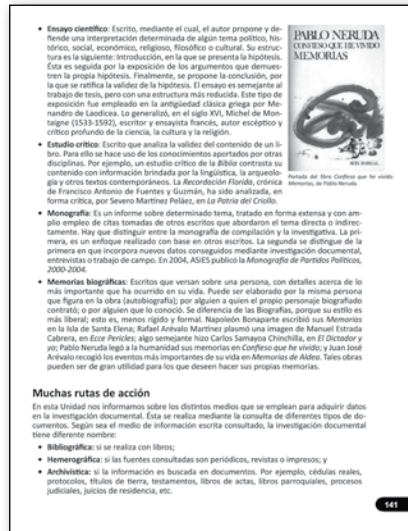 • Ensayo científico: Escrito, mediante el cual, el autor propone y de-
fiende una interpretación determinada de algún tema político, his-
tórico, social, económico, religioso, filosófico o cultural. Su estruc-
tura es la siguiente: Introducción, en la que se presenta la hipótesis.
Ésta es seguida por la exposición de los argumentos que demues-
tren la propia hipótesis. Finalmente, se propone la conclusión, por
la que se ratifica la validez de la hipótesis. El ensayo es semejante al
trabajo de tesis, pero con una estructura más reducida. Este tipo de
exposición fue empleado en la antigüedad clásica griega por Me-
nandro de Laodicea. Lo generalizó, en el siglo XVI, Michel de Mon-
taigne (1533-1592), escritor y ensayista francés, autor escéptico y
crítico profundo de la ciencia, la cultura y la religión.
PABLO NERUDA
CONFIESO QUE HE VIVIDO
MEMORIAS
SEIX BARRAL
Portada del libro Confieso que he vivido.
Memorias, de Pablo Neruda.
• Estudio crítico: Escrito que analiza la validez del contenido de un li-
bro. Para ello se hace uso de los conocimientos aportados por otras
disciplinas. Por ejemplo, un estudio crítico de la Biblia contrasta su
contenido con información brindada por la lingüística, la arqueolo-
gía y otros textos contemporáneos. La Recordación Florida, crónica
de Francisco Antonio de Fuentes y Guzmán, ha sido analizada, en
forma crítica, por Severo Martínez Peláez, en La Patria del Criollo.
• Monografía: Es un informe sobre determinado tema, tratado en forma extensa y con am-
plio empleo de citas tomadas de otros escritores que abordaron el tema directa o indirec-
tamente. Hay que distinguir entre la monografía de compilación y la investigativa. La pri-
mera, es un enfoque realizado con base en otros escritos. La segunda se distingue de la
primera en que incorpora nuevos datos conseguidos mediante investigación documental,
entrevistas o trabajo de campo. En 2004, ASIES publicó la Monografía de Partidos Políticos,
2000-2004.
• Memorias biográficas: Escritos que versan sobre una persona, con detalles acerca de lo
más importante que ha ocurrido en su vida. Puede ser elaborado por la misma persona
que figura en la obra (autobiografía); por alguien a quien el propio personaje biografiado
contrató; o por alguien que lo conoció. Se diferencia de las Biografías, porque su estilo es
más liberal; esto es, menos rígido y formal. Napoleón Bonaparte escribió sus Memorias
en la Isla de Santa Elena; Rafael Arévalo Martínez plasmó una imagen de Manuel Estrada
Cabrera, en Ecce Pericles; algo semejante hizo Carlos Samayoa Chinchilla, en El Dictador y
yo; Pablo Neruda legó a la humanidad sus memorias en Confieso que he vivido; y Juan José
Arévalo recogió los eventos más importantes de su vida en Memorias de Aldea. Tales obras
pueden ser de gran utilidad para los que deseen hacer sus propias memorias.
Muchas rutas de acción
En esta Unidad nos informamos sobre los distintos medios que se emplean para adquirir datos
en la investigación documental. Ésta se realiza mediante la consulta de diferentes tipos de do-
cumentos. Según sea el medio de información escrita consultado, la investigación documental
tiene diferente nombre:
• Bibliográfica: si se realiza con libros;
• Hemerográfica: si las fuentes consultadas son periódicos, revistas o impresos; y
• Archivística: si la información es buscada en documentos. Por ejemplo, cédulas reales,
protocolos, títulos de tierra, testamentos, libros de actas, libros parroquiales, procesos
judiciales, juicios de residencia, etc.
141